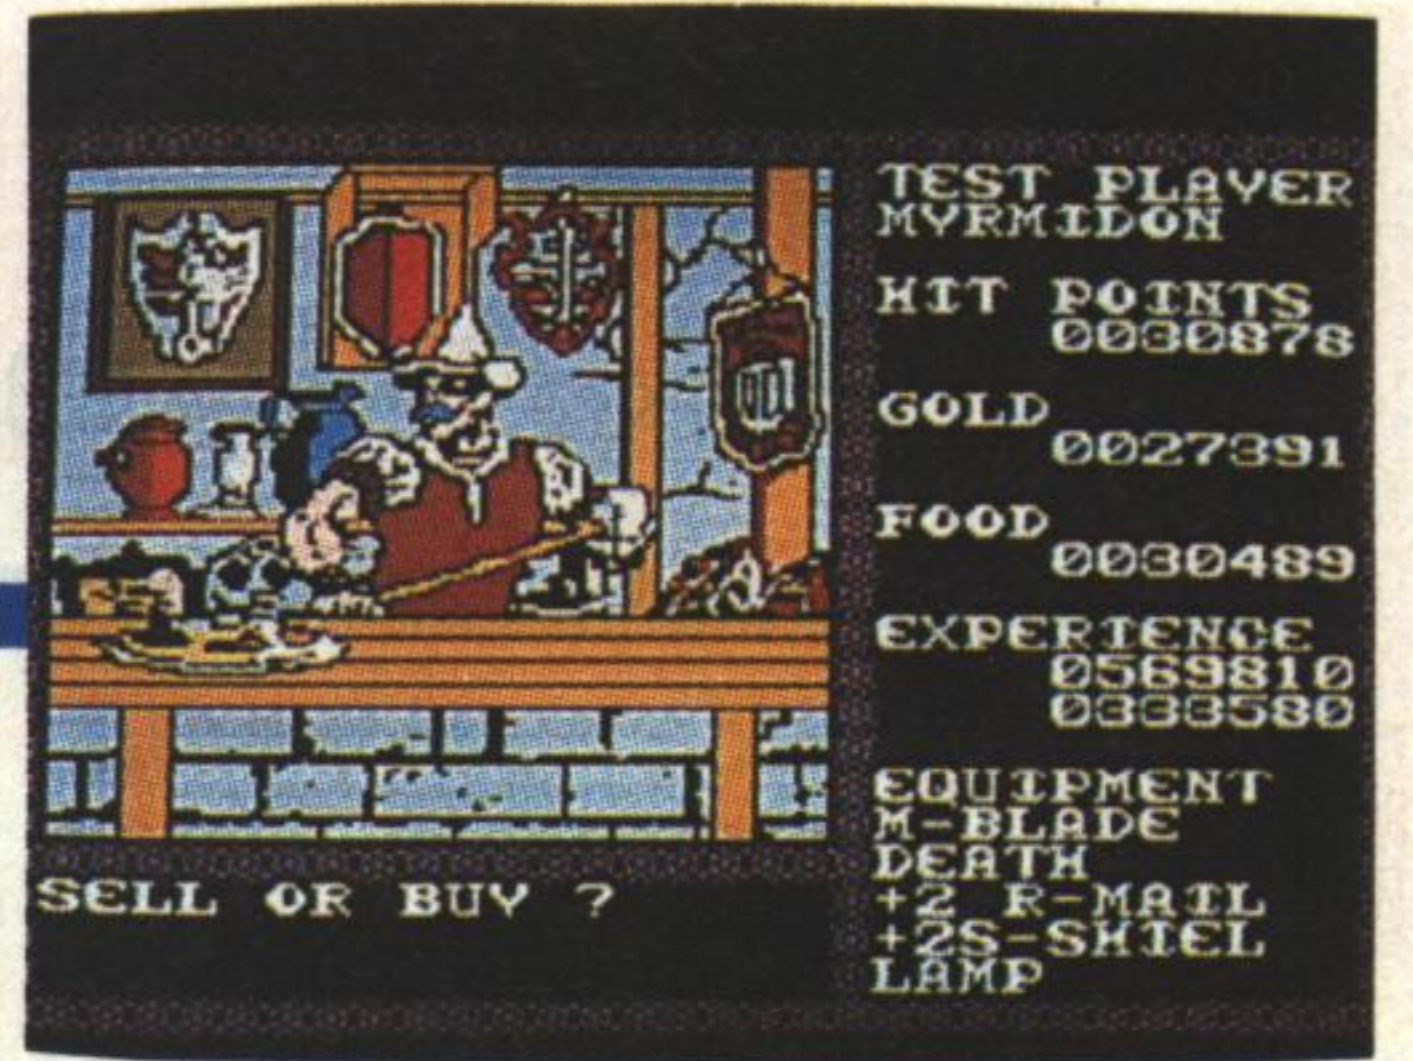 TEST PLAYER
MYRMIDON
HIT POINTS
0030878
GOLD
0027391
FOOD
0030489
EXPERIENCE
0569810
0333580
EQUIPMENT
M-BLADE
DEATH
+2 R-MAIL
+2S-SHIEL
LAMP
SELL OR BUY ?